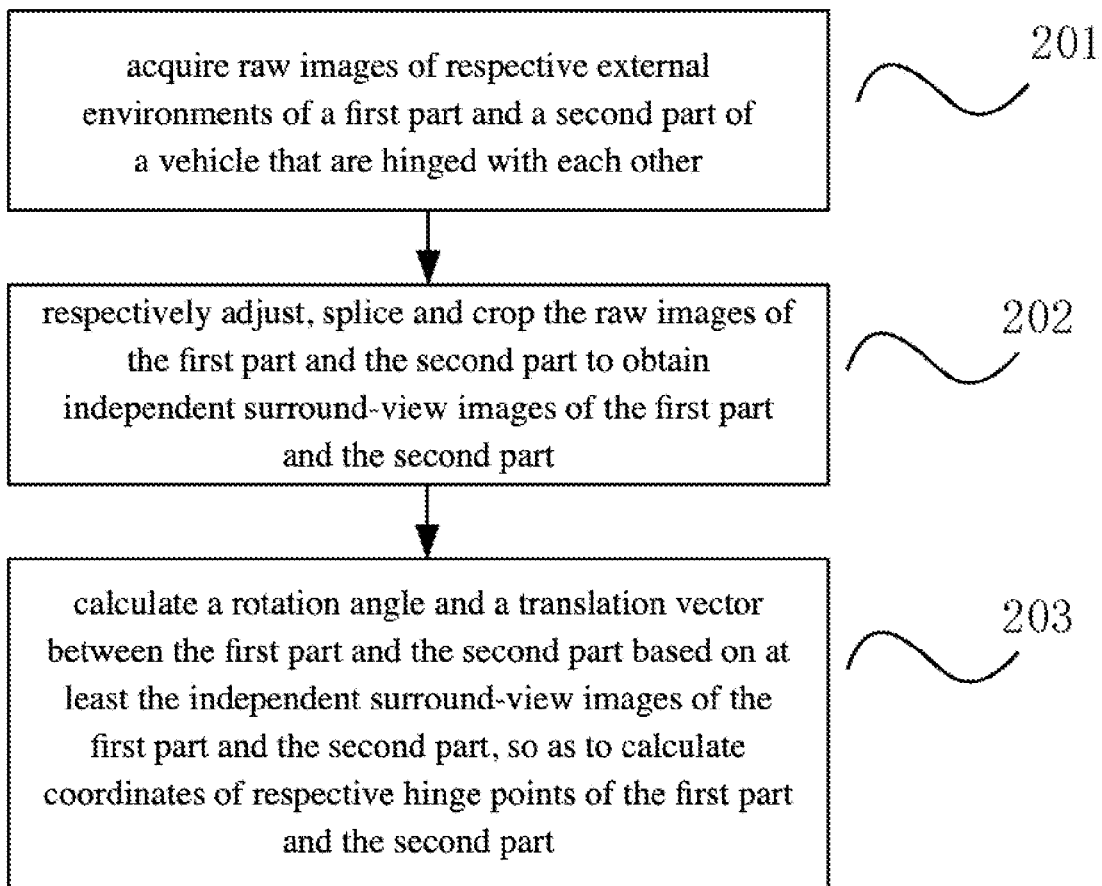 acquire raw images of respective external
environments of a first part and a second part of
a vehicle that are hinged with each other
201
respectively adjust, splice and crop the raw images of
the first part and the second part to obtain
independent surround-view images of the first part
and the second part
202
calculate a rotation angle and a translation vector
between the first part and the second part based on at
least the independent surround-view images of the
first part and the second part, so as to calculate
coordinates of respective hinge points of the first part
and the second part
203